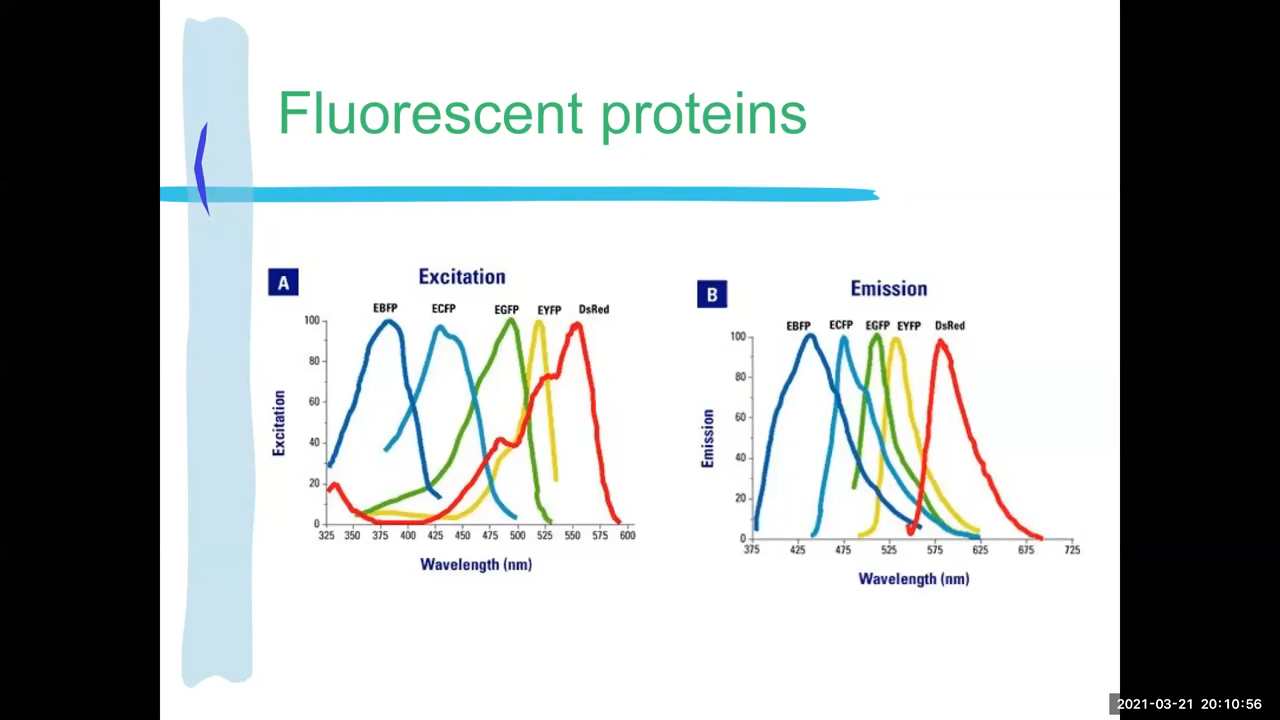 Fluorescent proteins
A
Excitation
EBFP ECFP EGFP EYFP DsRed
100
80
60
40
20
0
Excitation
325 350 375 400 425 450 475 500 525 550 575 600
Wavelength (nm)
B
Emission
EBFP ECFP EGFP EYFP DsRed
100
80
60
40
20
0
Emission
375 425 475 525 575 625 675 725
Wavelength (nm)
2021-03-21 20:10:56